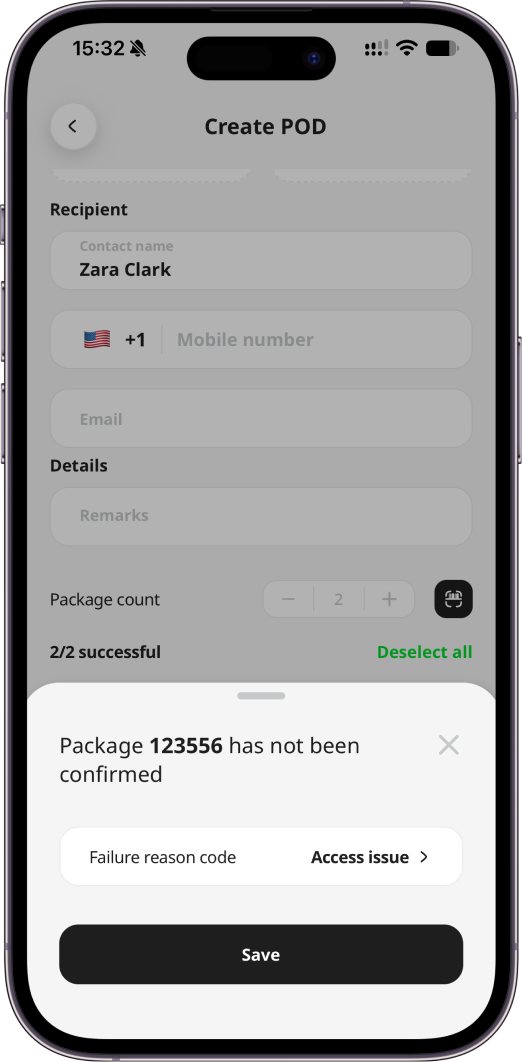 15:32
Create POD
Recipient
Contact name
Zara Clark
+1 Mobile number
Email
Details
Remarks
Package count 2
2/2 successful Deselect all
Package 123556 has not been
confirmed
Failure reason code Access issue
Save